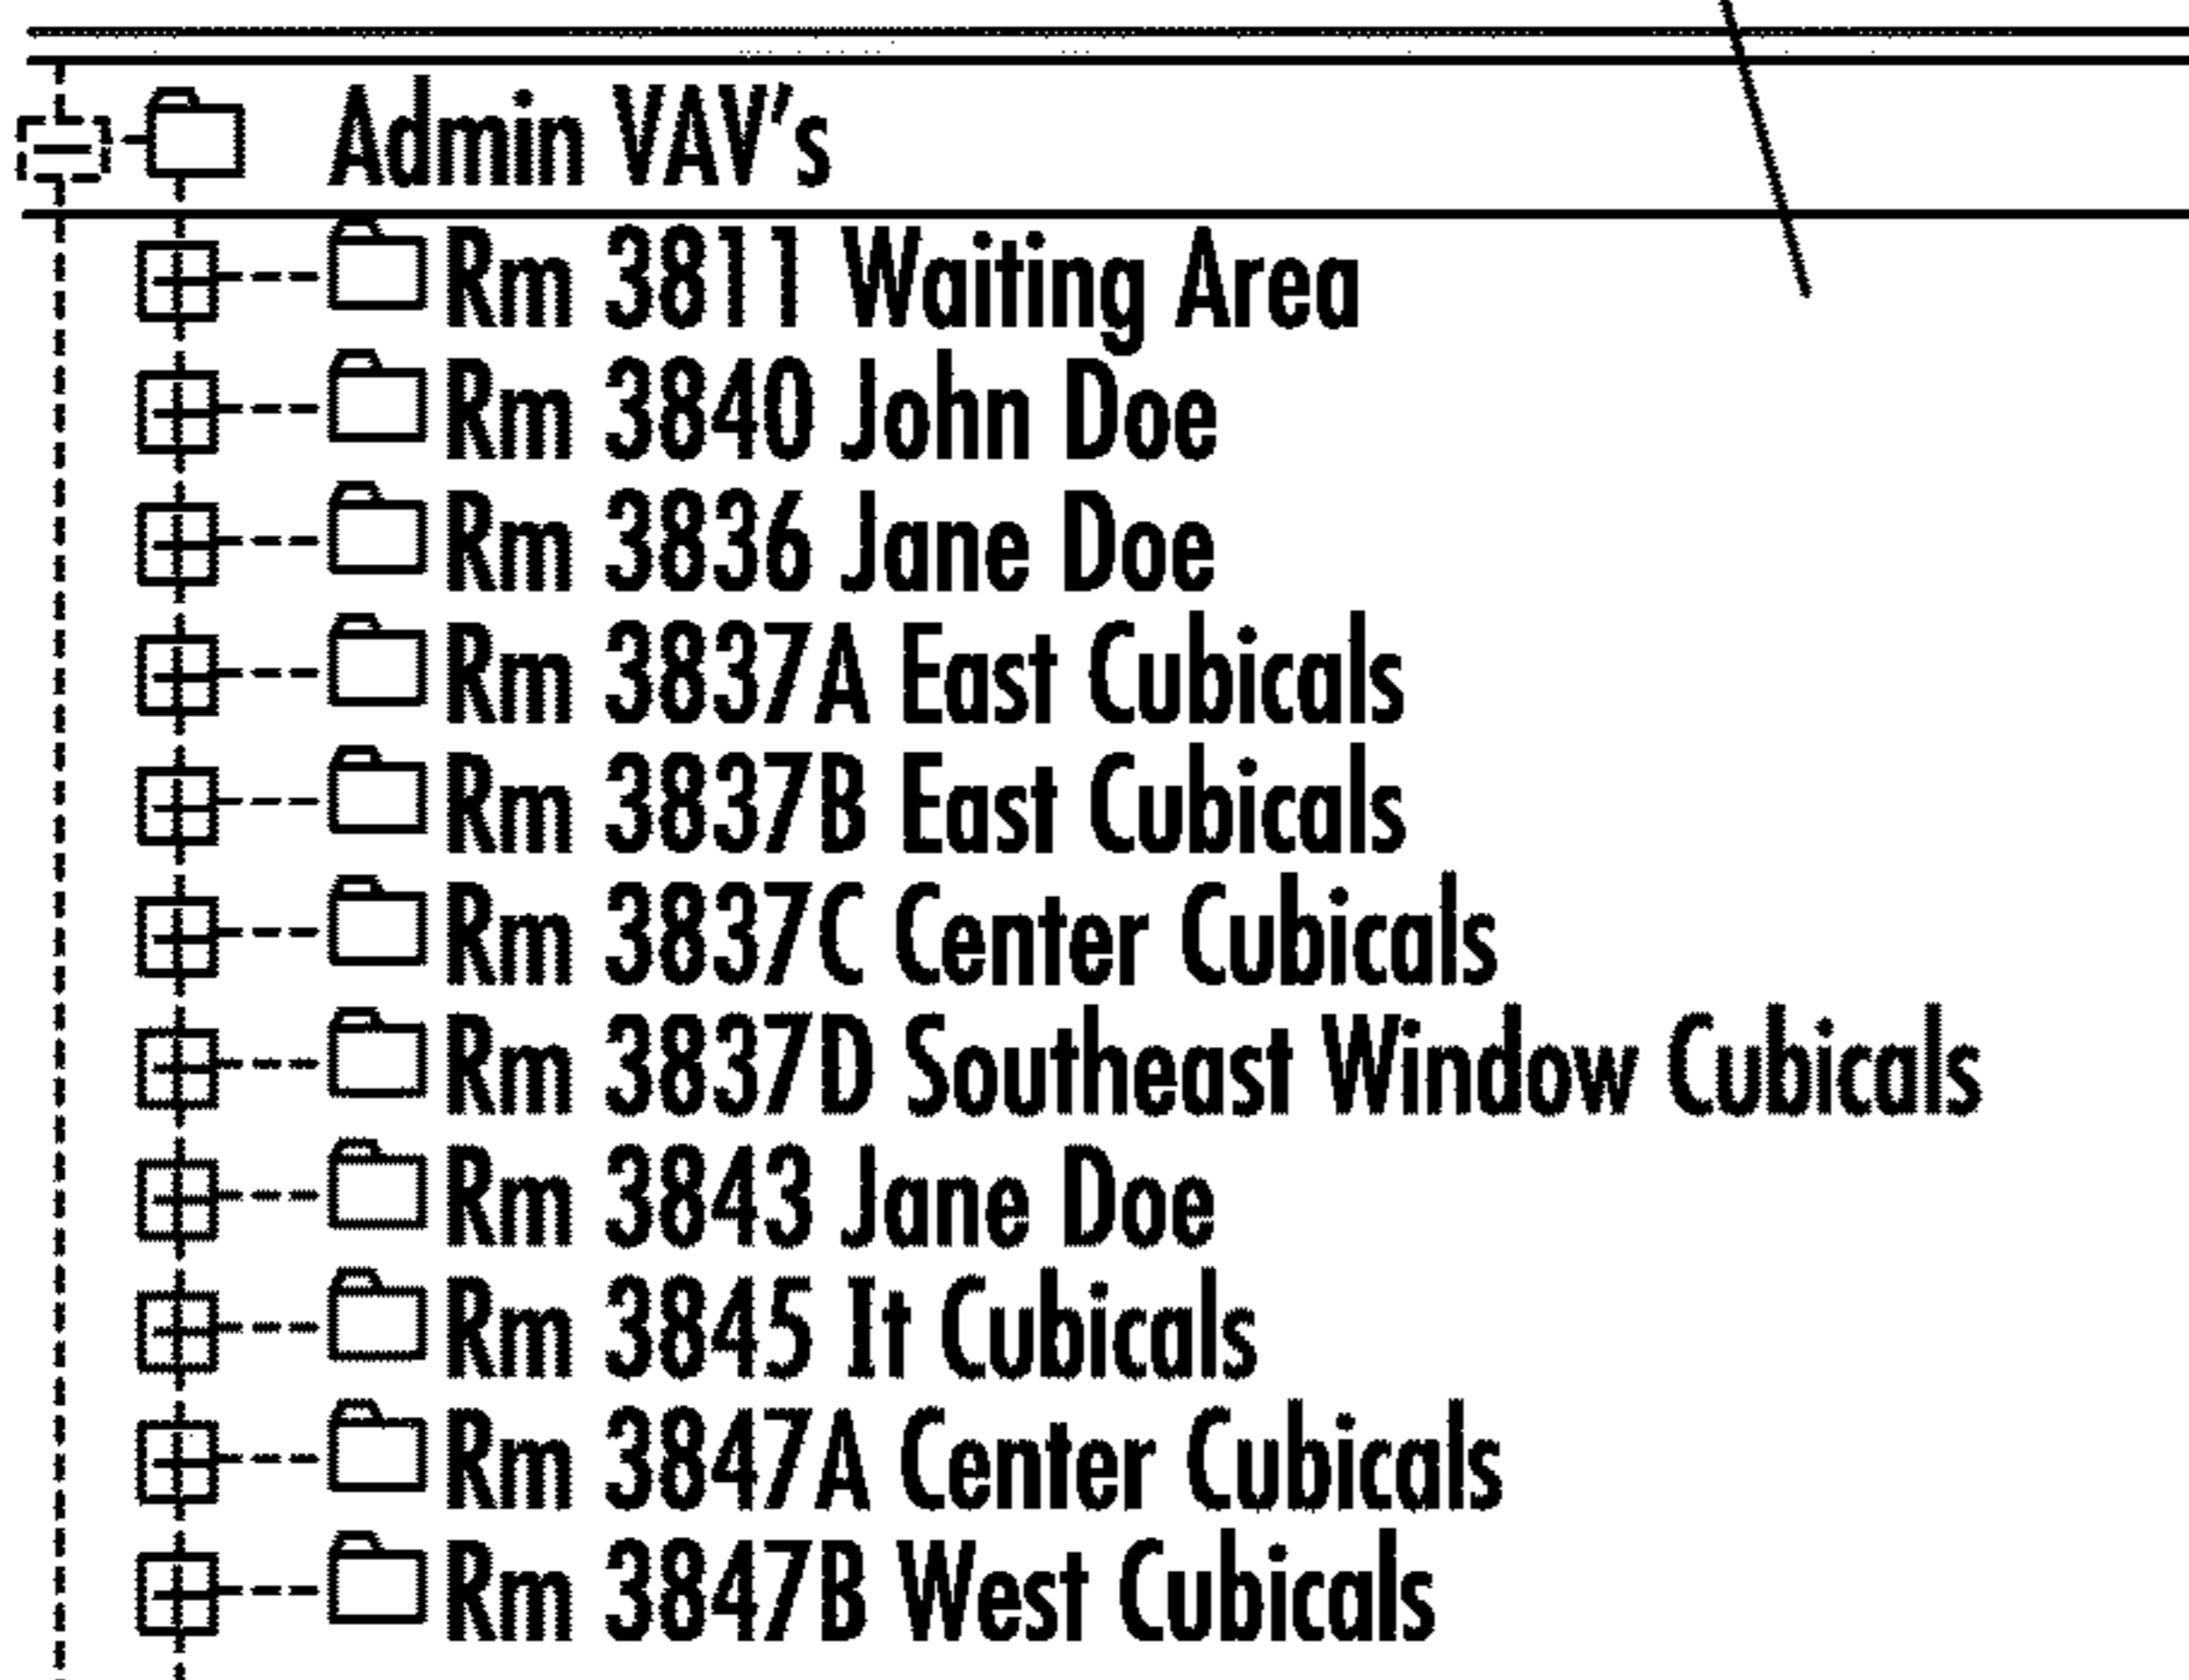 Admin VAV's
Rm 3811 Waiting Area
Rm 3840 John Doe
Rm 3836 Jane Doe
Rm 3837A East Cubicals
Rm 3837B East Cubicals
Rm 3837C Center Cubicals
Rm 3837D Southeast Window Cubicals
Rm 3843 Jane Doe
Rm 3845 It Cubicals
Rm 3847A Center Cubicals
Rm 3847B West Cubicals